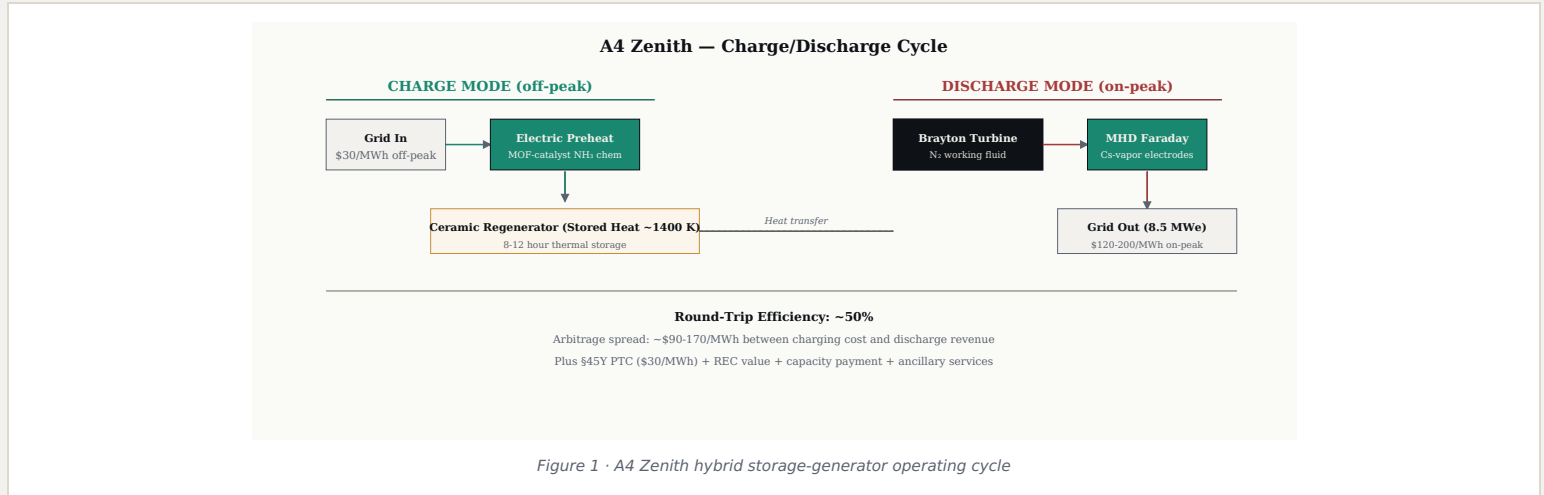 A4 Zenith — Charge/Discharge Cycle
CHARGE MODE (off-peak)
DISCHARGE MODE (on-peak)
Grid In
$30/MWh off-peak
Electric Preheat
MOF-catalyst NH₃ chem
Brayton Turbine
N₂ working fluid
MHD Faraday
Cs-vapor electrodes
Ceramic Regenerator (Stored Heat ~1400 K)
8-12 hour thermal storage
Heat transfer
Grid Out (8.5 MWe)
$120-200/MWh on-peak
Round-Trip Efficiency: ~50%
Arbitrage spread: ~$90-170/MWh between charging cost and discharge revenue
Plus §45Y PTC ($30/MWh) + REC value + capacity payment + ancillary services
Figure 1 · A4 Zenith hybrid storage-generator operating cycle